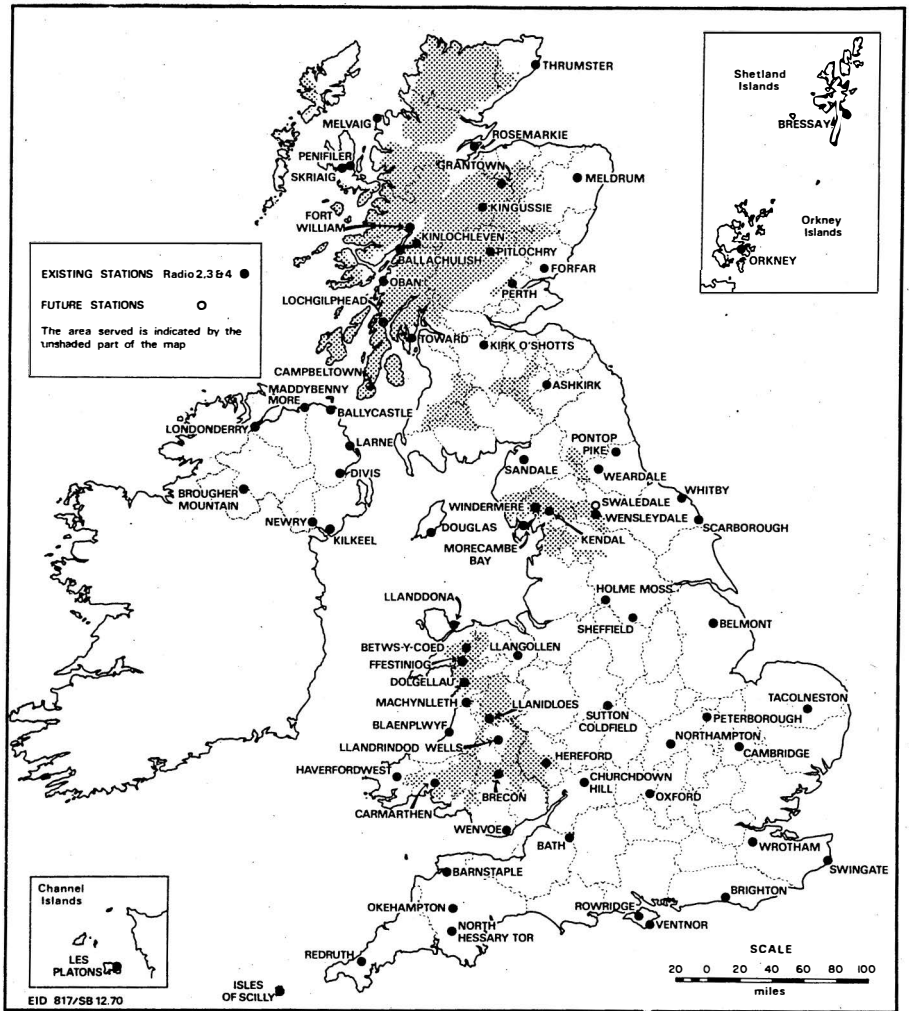 THRUMSTER
Shetland
Islands
BRESSAY
Orkney
Islands
ORKNEY
MELVAIG
ROSEMARKIE
PENIFILER
SKRIAIG
GRANTOWN
MELDRUM
KINGUSSIE
FORT
WILLIAM
KINLOCHLEVEN
BALLACHULISH
PITLOCHRY
FORFAR
OBAN
PERTH
LOCHGILPHEAD
EXISTING STATIONS Radio 2,3 & 4
FUTURE STATIONS
The area served is indicated by the
unshaded part of the map
TOWARD
KIRK O'SHOTTS
CAMPBELTOWN
ASHKIRK
MADDYBENNY
MORE
BALLYCASTLE
LONDONDERRY
LARNE
PONTOP
PIKE
SANDALE
WEARDALE
DIVIS
BROUGHER
MOUNTAIN
WHITBY
WINDERMERE
SWALEDALE
WENSLEYDALE
NEWRY
KILKEEL
DOUGLAS
KENDAL
SCARBOROUGH
MORECAMBE
BAY
HOLME MOSS
LLANDDONA
SHEFFIELD
BELMONT
BETWS-Y-COED
LLANGOLLEN
FFESTINIOG
DOLGELLAU
MACHYNLLETH
LLANIDLOES
SUTTON
COLDFIELD
TACOLNESTON
PETERBOROUGH
BLAENPLWYF
NORTHAMPTON
CAMBRIDGE
LLANDRINDOD WELLS
HEREFORD
HAVERFORDWEST
CHURCHDOWN
HILL
BRECON
OXFORD
CARMARTHEN
WENVOE
BATH
WROTHAM
SWINGATE
BARNSTAPLE
BRIGHTON
Channel
Islands
LES
PLATONS
OKEHAMPTON
ROWRIDGE
VENTNOR
NORTH
HESSARY TOR
REDRUTH
SCALE
20 0 20 40 60 80 100
miles
ISLES
OF SCILLY
EID 817/SB 12.70